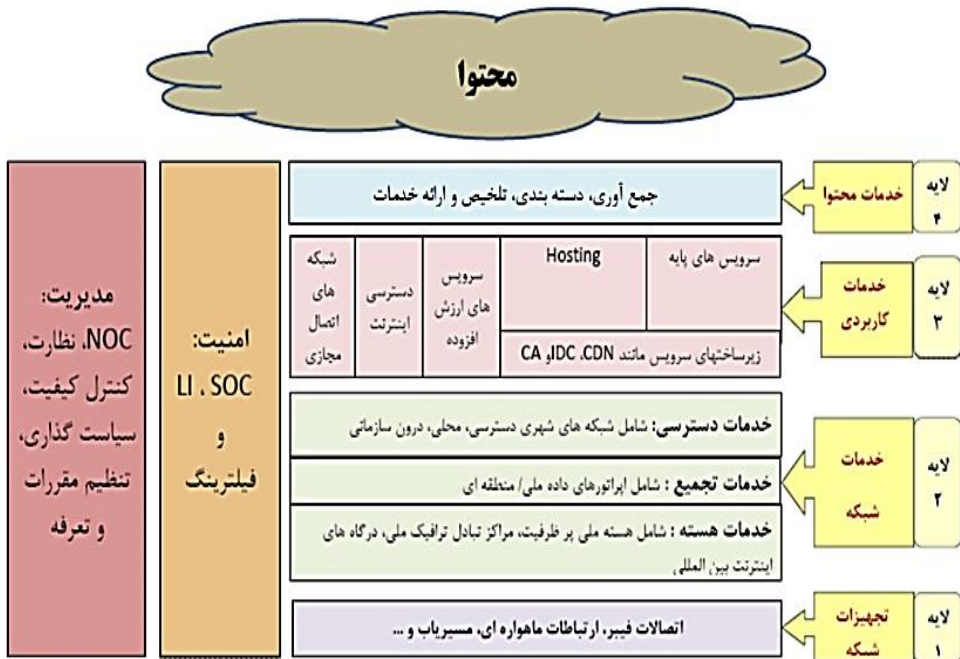 محتوا
لایه
۴
خدمات محتوا
جمع آوری، دسته بندی، تلخیص و ارائه خدمات
لایه
۳
خدمات
کاربردی
سرویس های پایه
Hosting
زیرساختهای سرویس مانند IDC ،CDN و CA
سرویس
های ارزش
افزوده
دسترسی
اینترنت
شبکه
های
اتصال
مجازی
لایه
۲
خدمات
شبکه
خدمات دسترسی: شامل شبکه های شهری دسترسی، محلی، درون سازمانی
خدمات تجمیع : شامل اپراتورهای داده ملی/ منطقه ای
خدمات هسته : شامل هسته ملی پر ظرفیت، مراکز تبادل ترافیک ملی، درگاه های
اینترنت بین المللی
لایه
۱
تجهیزات
شبکه
اتصالات فیبر، ارتباطات ماهواره ای، مسیریاب و ...
امنیت:
LI ، SOC
و
فیلترینگ
مدیریت:
NOC، نظارت،
کنترل کیفیت،
سیاست گذاری،
تنظیم مقررات
و تعرفه